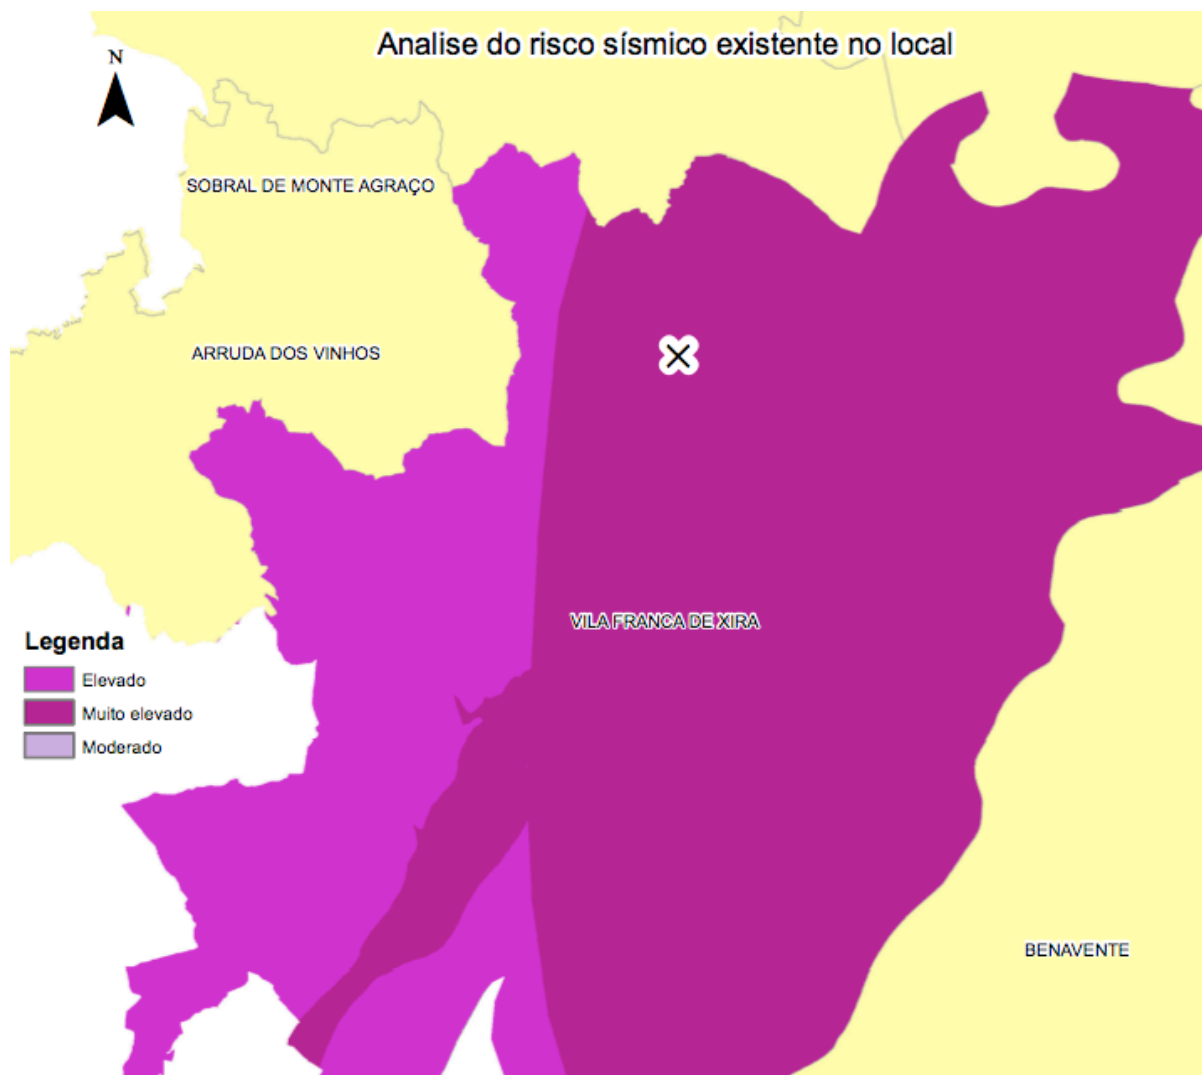 Analise do risco sísmico existente no local
N
SOBRAL DE MONTE AGRAÇO
ARRUDA DOS VINHOS
VILA FRANCA DE XIRA
Legenda
Elevado
Muito elevado
Moderado
BENAVENTE